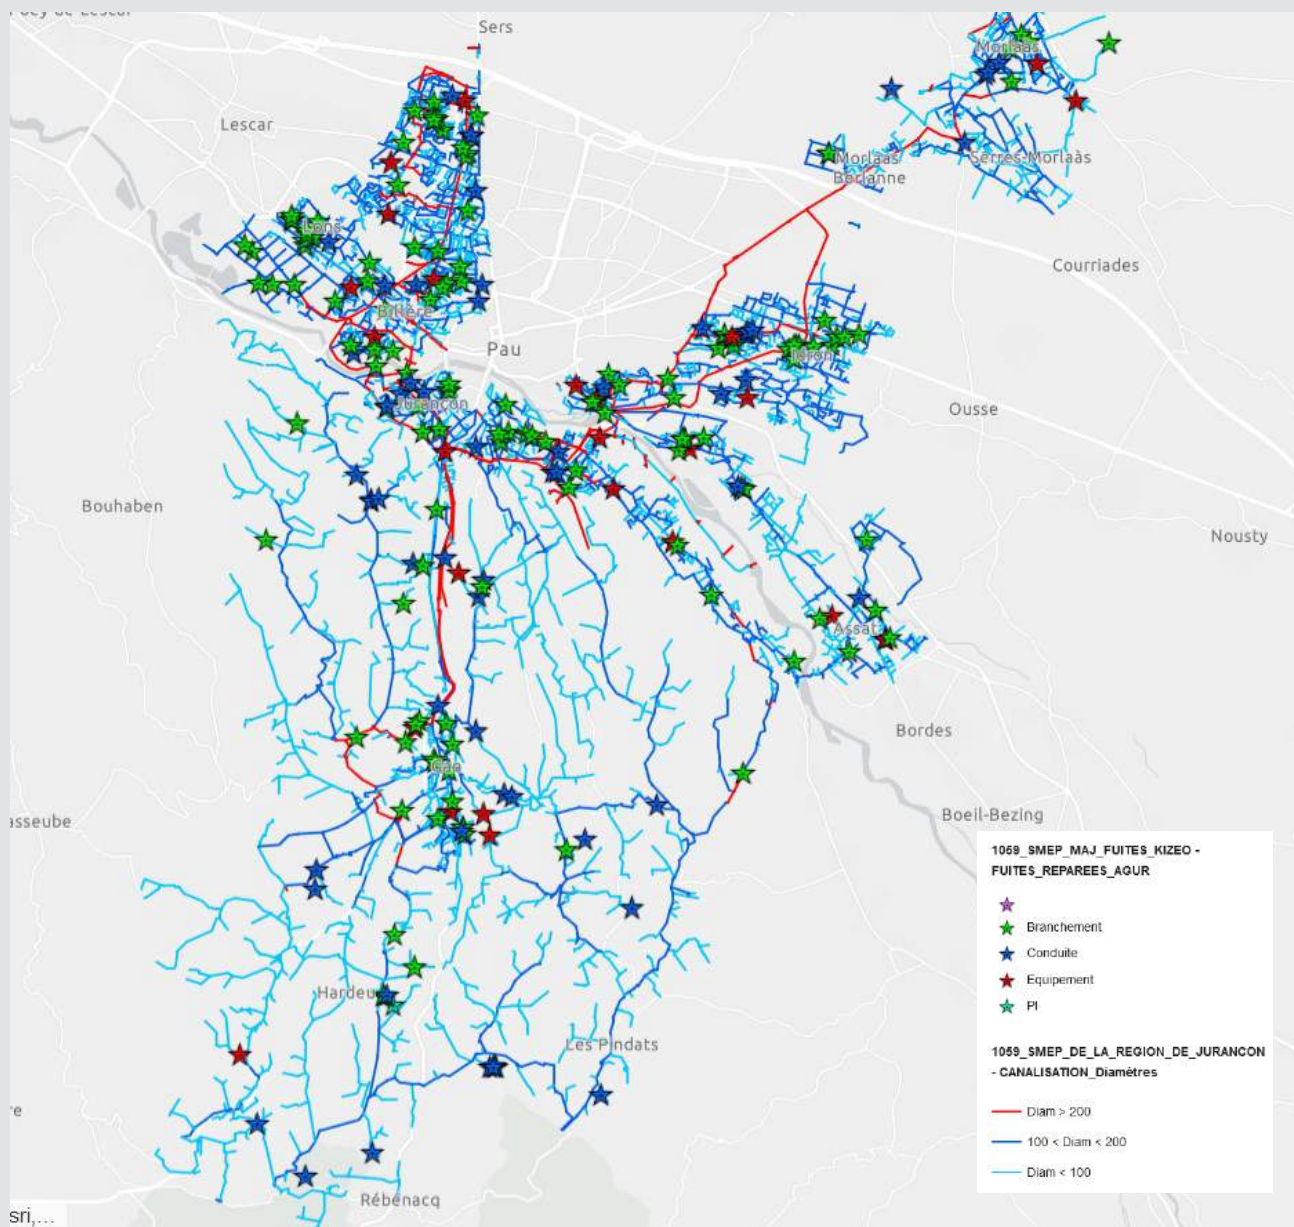 Sers
Morlaàs
Lescar
Morlaàs
Serres-Morlaàs
Berlanne
Lons
Courriades
Billère
Pau
Idron
Jurançon
Ousse
Bouhaben
Nousty
Assat
Bordes
Gan
Boeil-Bezing
asseube
1059_SMEP_MAJ_FUITES_KIZEO -
FUITES_REPAREES_AGUR
Branchement
Conduite
Equipement
PI
Hardeu
Les Pindats
1059_SMEP_DE_LA_REGION_DE_JURANCON
- CANALISATION_Diamètres
Diam > 200
100 < Diam < 200
Diam < 100
Rébénacq
sri,...